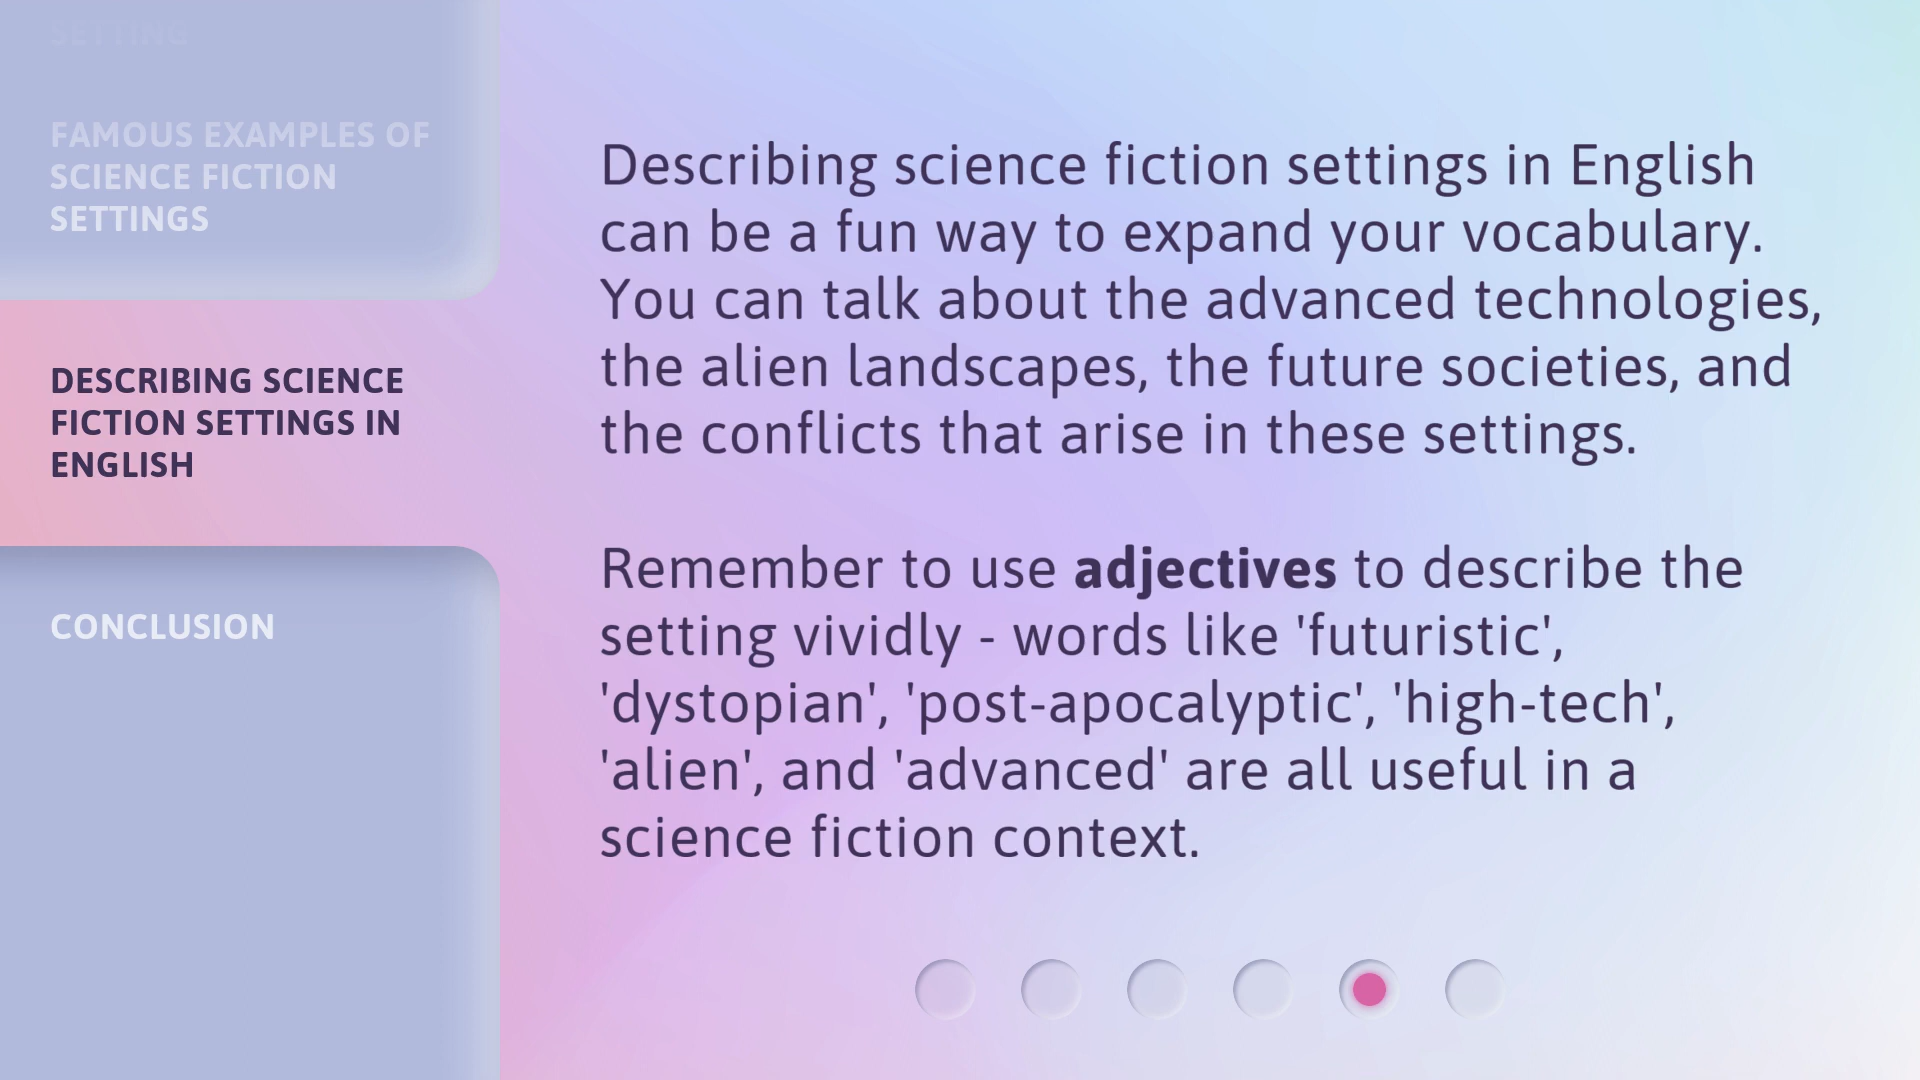 SETTING
FAMOUS EXAMPLES OF
SCIENCE FICTION
SETTINGS
DESCRIBING SCIENCE
FICTION SETTINGS IN
ENGLISH
CONCLUSION
Describing science fiction settings in English
can be a fun way to expand your vocabulary.
You can talk about the advanced technologies,
the alien landscapes, the future societies, and
the conflicts that arise in these settings.
Remember to use adjectives to describe the
setting vividly - words like 'futuristic',
'dystopian', 'post-apocalyptic', 'high-tech',
'alien', and 'advanced' are all useful in a
science fiction context.